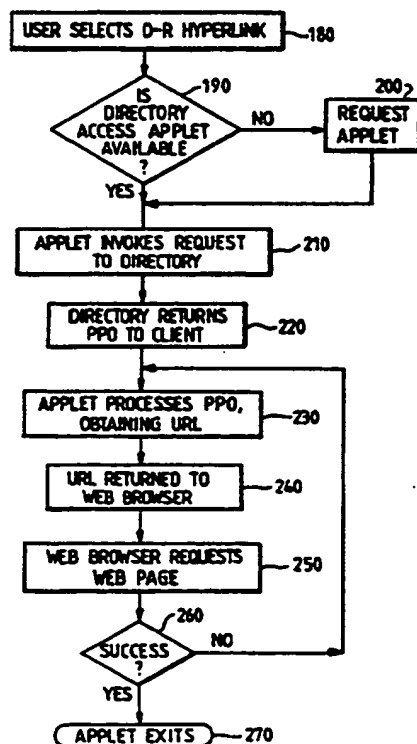 USER SELECTS D-R HYPERLINK
180
190
IS
DIRECTORY
ACCESS APPLET
AVAILABLE
?
NO
200
REQUEST
APPLET
YES
APPLET INVOKES REQUEST
TO DIRECTORY
210
DIRECTORY RETURNS
PPO TO CLIENT
220
APPLET PROCESSES PPO,
OBTAINING URL
230
URL RETURNED TO
WEB BROWSER
240
WEB BROWSER REQUESTS
WEB PAGE
250
260
SUCCESS
?
NO
YES
APPLET EXITS
270